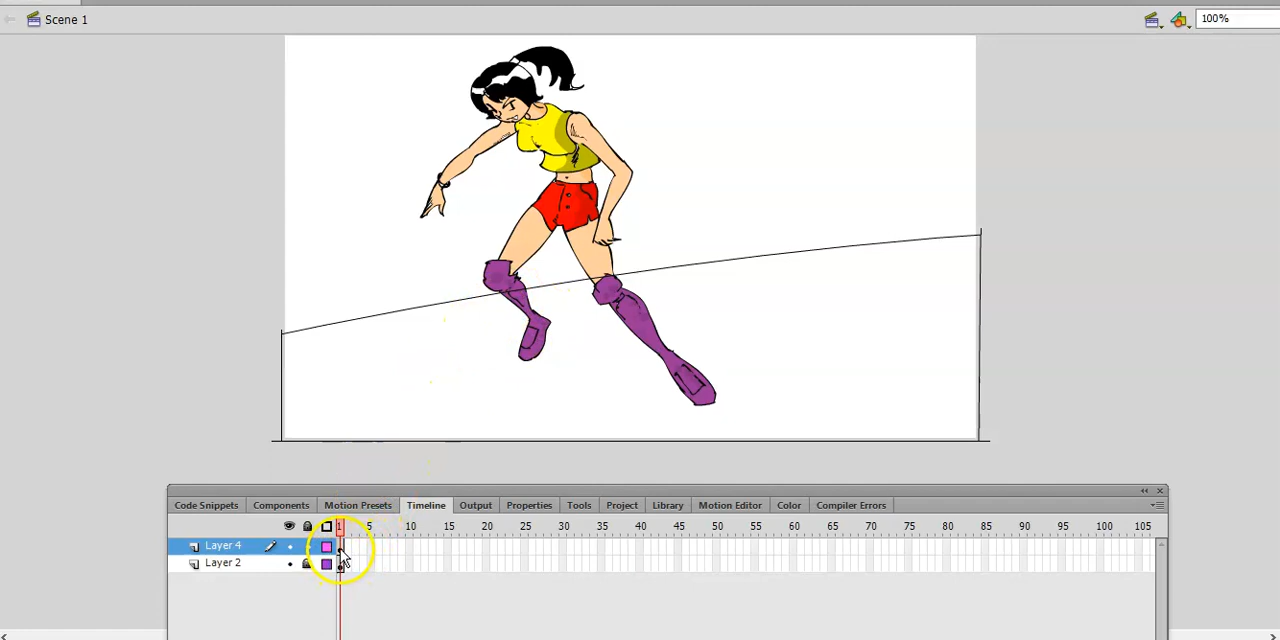 Scene 1
100%
Code Snippets Components Motion Presets Timeline Output Properties Tools Project Library Motion Editor Color Compiler Errors
1 5 10 15 20 25 30 35 40 45 50 55 60 65 70 75 80 85 90 95 100 105
Layer 4
Layer 2